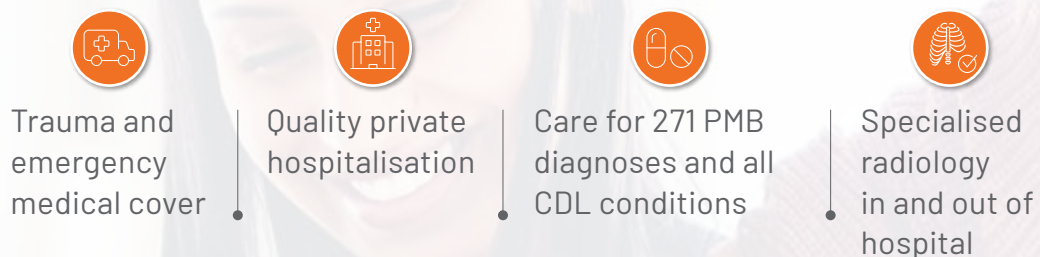 Trauma and
emergency
medical cover
Quality private
hospitalisation
Care for 271 PMB
diagnoses and all
CDL conditions
Specialised
radiology
in and out of
hospital